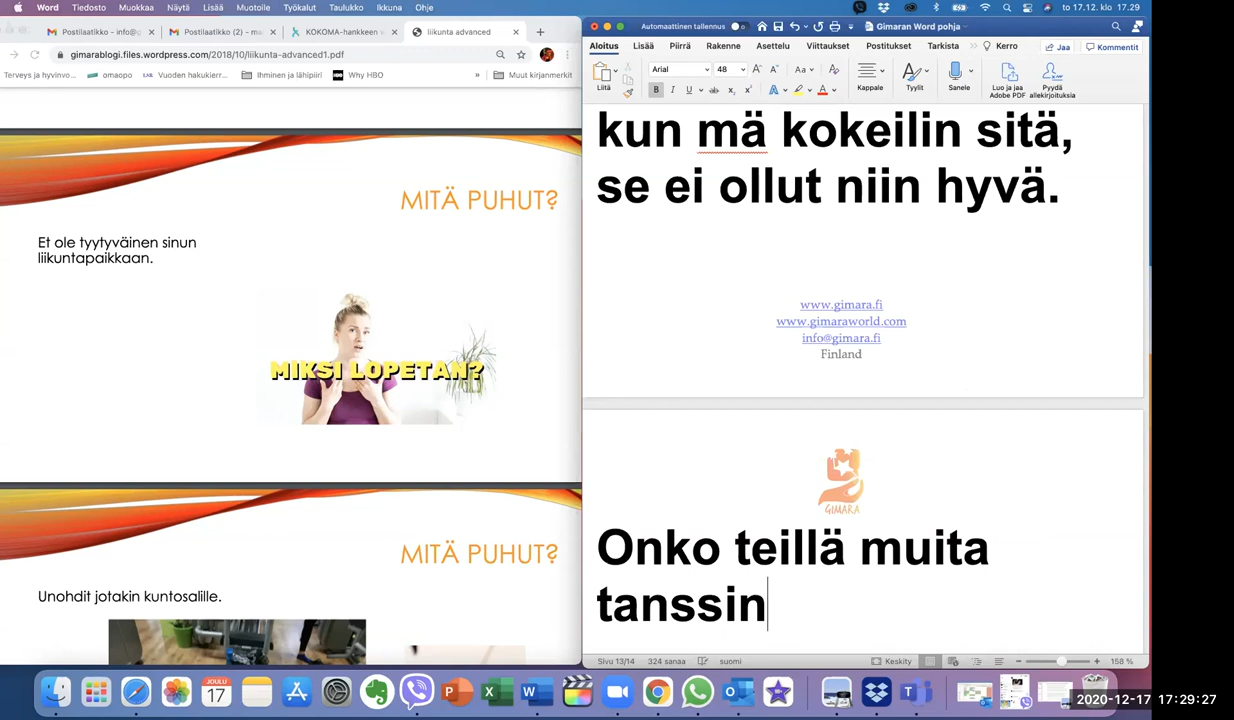 Word Tiedosto Muokkaa Näytä Lisää Muotoile Työkalut Taulukko Ikkuna Ohje
to 17.12. klo 17.29
Postilaatikko - info@g
Postilaatikko (2) - ma
KOKOMA-hankkeen w
liikunta advanced
gimarablogi.files.wordpress.com/2018/10/liikunta-advanced1.pdf
Terveys ja hyvinvo...
omaopo
Vuoden hakukierr...
Ihminen ja lähipiiri
Why HBO
Muut kirjanmerkit
MITÄ PUHUT?
Et ole tyytyväinen sinun
liikuntapaikkaan.
MIKSI LOPETAN?
MITÄ PUHUT?
Unohdit jotakin kuntosalille.
Automaattinen tallennus
Gimaran Word pohja
Aloitus Lisää Piirrä Rakenne Asettelu Viittaukset Postitukset Tarkista Kerro
Jaa Kommentit
Liitä
Arial 48
Kappale
Tyylit
Sanele
Luo ja jaa
Adobe PDF
Pyydä
allekirjoituksia
kun mä kokeilin sitä,
se ei ollut niin hyvä.
www.gimara.fi
www.gimaraworld.com
info@gimara.fi
Finland
GIMARA
Onko teillä muita
tanssin
Sivu 13/14 324 sanaa suomi
Keskity
158 %
JOULU
17
2020-12-17 17:29:27